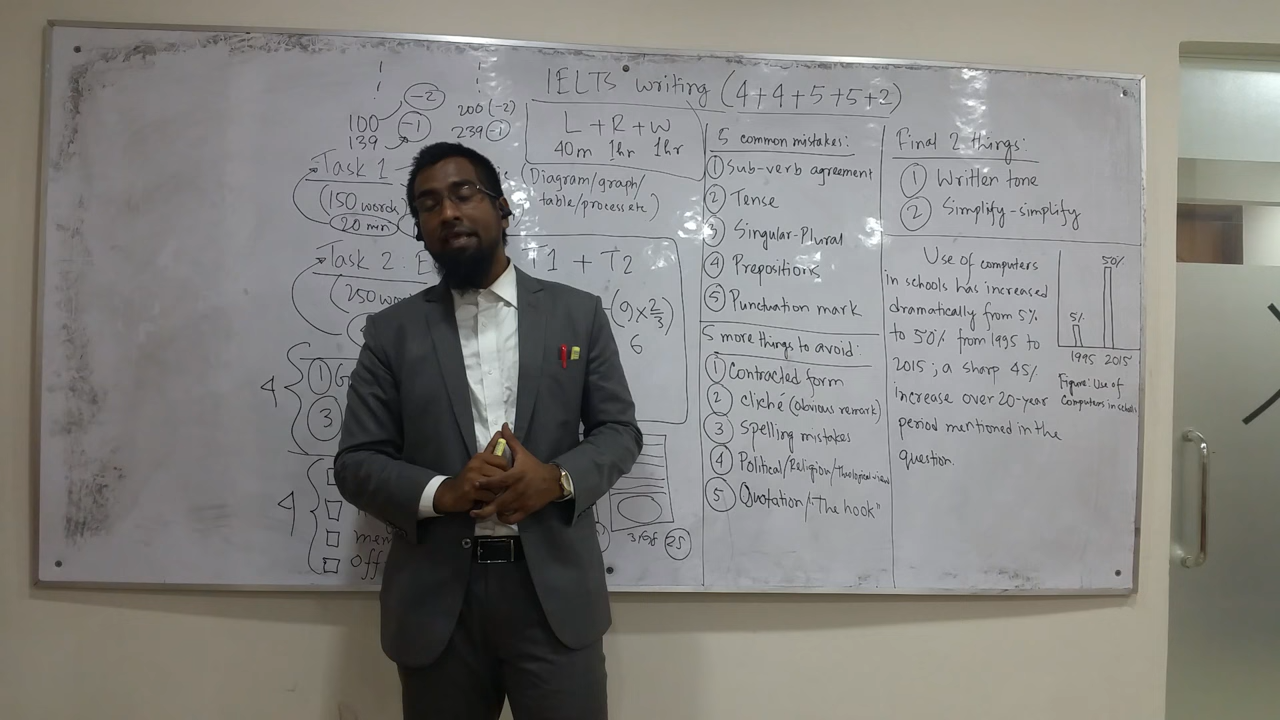 IELTS writing (4+4+5+5+2)
-2
100
139
-1
200 (-2)
239 -1
L + R + W
40m 1hr 1hr
Task 1
(150 words
20 min
(Diagram/graph/
table/process etc)
Task 2:
(250
T1 + T2
(9 × 2/3)
6
4
1
3
4
25
5 common mistakes:
1 Sub-verb agreement
2 Tense
3 Singular-Plural
4 Prepositions
5 Punctuation mark
5 more things to avoid:
1 Contracted form
2 cliché (obvious remark)
3 Spelling mistakes
4 Political/Religion/Theological-views
5 Quotation/"The hook"
Final 2 things:
1 Written tone
2 Simplify-simplify
Use of computers
in schools has increased
dramatically from 5%
to 50% from 1995 to
2015; a sharp 45%
increase over 20-year
period mentioned in the
question.
50%
5%
1995 2015
Figure: Use of
Computers in schools